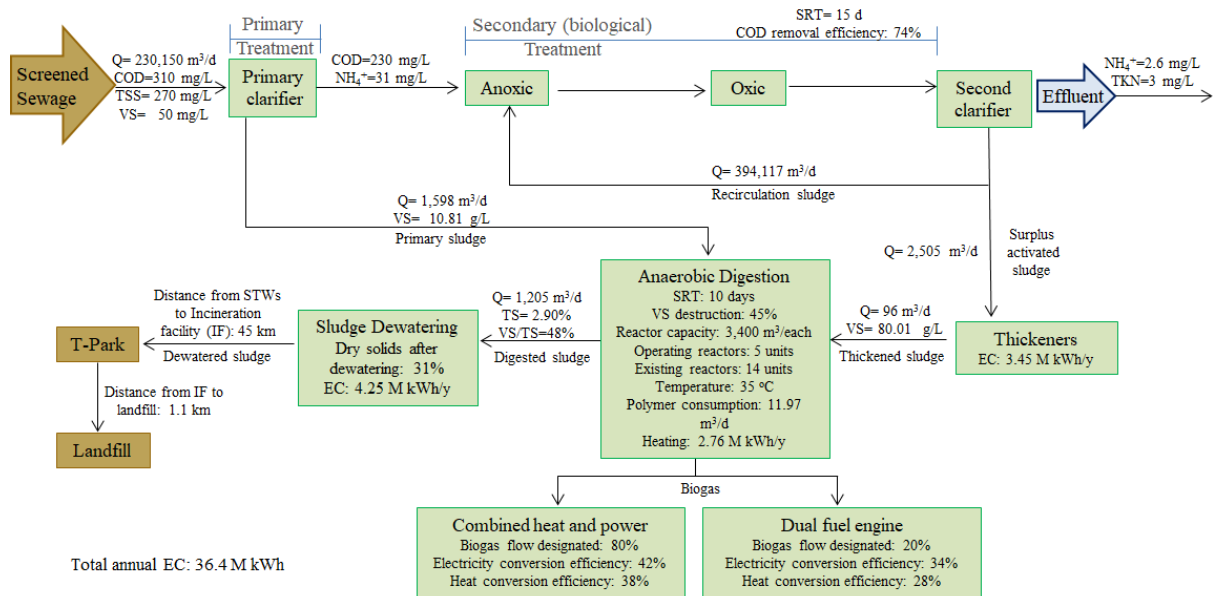 Primary
Treatment
Secondary (biological)
Treatment
SRT= 15 d
COD removal efficiency: 74%
Screened
Sewage
Q= 230,150 m³/d
COD=310 mg/L
TSS= 270 mg/L
VS= 50 mg/L
Primary
clarifier
COD=230 mg/L
NH₄⁺=31 mg/L
Anoxic
Oxic
Second
clarifier
Effluent
NH₄⁺=2.6 mg/L
TKN=3 mg/L
Q= 394,117 m³/d
Recirculation sludge
Q= 1,598 m³/d
VS= 10.81 g/L
Primary sludge
Q= 2,505 m³/d
Surplus
activated
sludge
Distance from STWs
to Incineration
facility (IF): 45 km
Dewatered sludge
T-Park
Distance from IF to
landfill: 1.1 km
Landfill
Sludge Dewatering
Dry solids after
dewatering: 31%
EC: 4.25 M kWh/y
Q= 1,205 m³/d
TS= 2.90%
VS/TS=48%
Digested sludge
Anaerobic Digestion
SRT: 10 days
VS destruction: 45%
Reactor capacity: 3,400 m³/each
Operating reactors: 5 units
Existing reactors: 14 units
Temperature: 35 ºC
Polymer consumption: 11.97
m³/d
Heating: 2.76 M kWh/y
Q= 96 m³/d
VS= 80.01 g/L
Thickened sludge
Thickeners
EC: 3.45 M kWh/y
Biogas
Combined heat and power
Biogas flow designated: 80%
Electricity conversion efficiency: 42%
Heat conversion efficiency: 38%
Dual fuel engine
Biogas flow designated: 20%
Electricity conversion efficiency: 34%
Heat conversion efficiency: 28%
Total annual EC: 36.4 M kWh